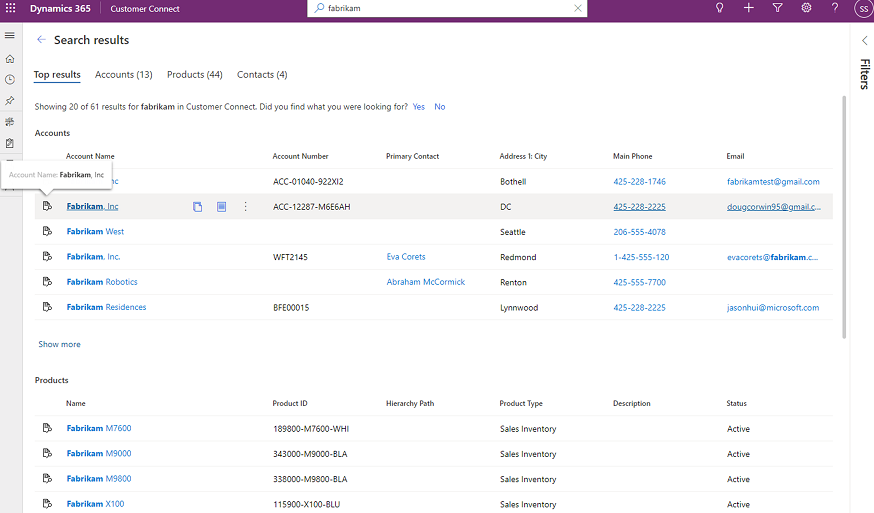 Dynamics 365 Customer Connect fabrikam SS
Search results
Filters
Top results Accounts (13) Products (44) Contacts (4)
Showing 20 of 61 results for fabrikam in Customer Connect. Did you find what you were looking for? Yes No
Accounts
Account Name Account Number Primary Contact Address 1: City Main Phone Email
Account Name: Fabrikam, Inc
nc ACC-01040-922XI2 Bothell 425-228-1746 fabrikamtest@gmail.com
Fabrikam, Inc ACC-12287-M6E6AH DC 425-228-2225 dougcorwin95@gmail.c...
Fabrikam West Seattle 206-555-4078
Fabrikam, Inc. WFT2145 Eva Corets Redmond 1-425-555-120 evacorets@fabrikam.c...
Fabrikam Robotics Abraham McCormick Renton 425-555-7700
Fabrikam Residences BFE00015 Lynnwood 425-228-2225 jasonhui@microsoft.com
Show more
Products
Name Product ID Hierarchy Path Product Type Description Status
Fabrikam M7600 189800-M7600-WHI Sales Inventory Active
Fabrikam M9000 343000-M9000-BLA Sales Inventory Active
Fabrikam M9800 338000-M9800-BLA Sales Inventory Active
Fabrikam X100 115900-X100-BLU Sales Inventory Active